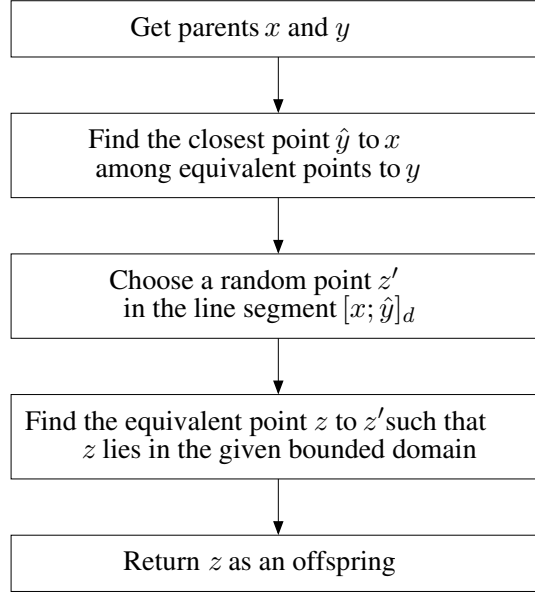 Get parents x and y
Find the closest point ŷ to x
among equivalent points to y
Choose a random point z′
in the line segment [x; ŷ]_d
Find the equivalent point z to z′ such that
z lies in the given bounded domain
Return z as an offspring